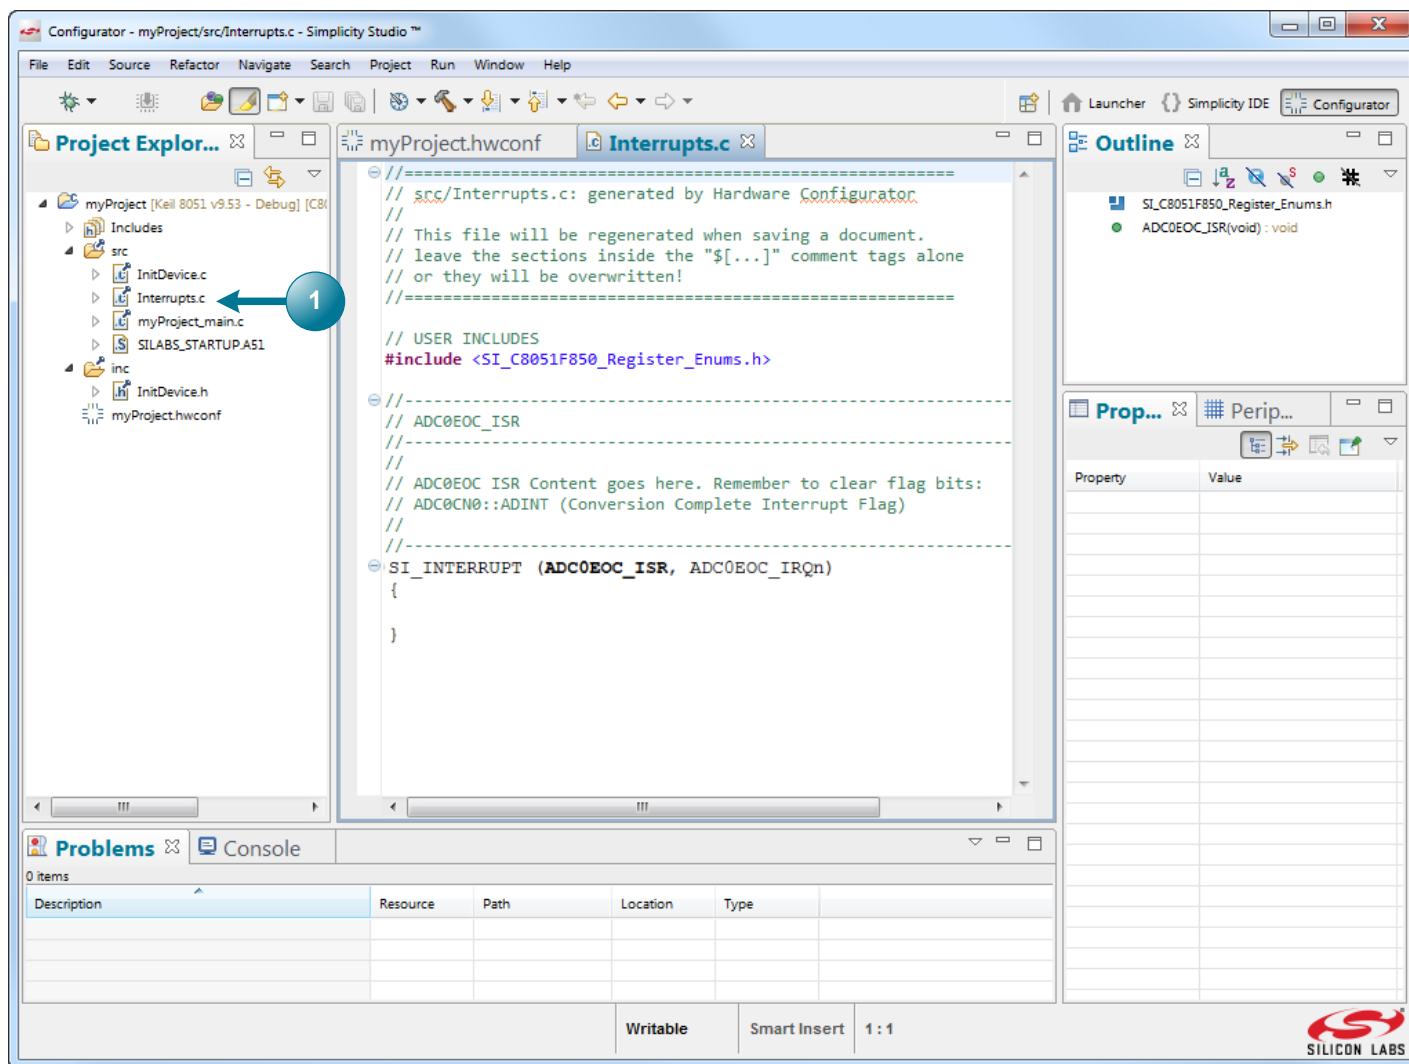 Configurator - myProject/src/Interrupts.c - Simplicity Studio ™
File Edit Source Refactor Navigate Search Project Run Window Help
Launcher {} Simplicity IDE Configurator
Project Explor...
myProject [Keil 8051 v9.53 - Debug] [C8
Includes
src
InitDevice.c
Interrupts.c
1
myProject_main.c
SILABS_STARTUP.A51
inc
InitDevice.h
myProject.hwconf
myProject.hwconf Interrupts.c
//=========================================================
// src/Interrupts.c: generated by Hardware Configurator
//
// This file will be regenerated when saving a document.
// leave the sections inside the "$[...]" comment tags alone
// or they will be overwritten!
//=========================================================
// USER INCLUDES
#include <SI_C8051F850_Register_Enums.h>
//---------------------------------------------------------------
// ADC0EOC_ISR
//---------------------------------------------------------------
//
// ADC0EOC ISR Content goes here. Remember to clear flag bits:
// ADC0CN0::ADINT (Conversion Complete Interrupt Flag)
//
//---------------------------------------------------------------
SI_INTERRUPT (ADC0EOC_ISR, ADC0EOC_IRQn)
{
}
Outline
SI_C8051F850_Register_Enums.h
ADC0EOC_ISR(void) : void
Prop... Perip...
Property Value
Problems Console
0 items
Description Resource Path Location Type
Writable Smart Insert 1 : 1
SILICON LABS